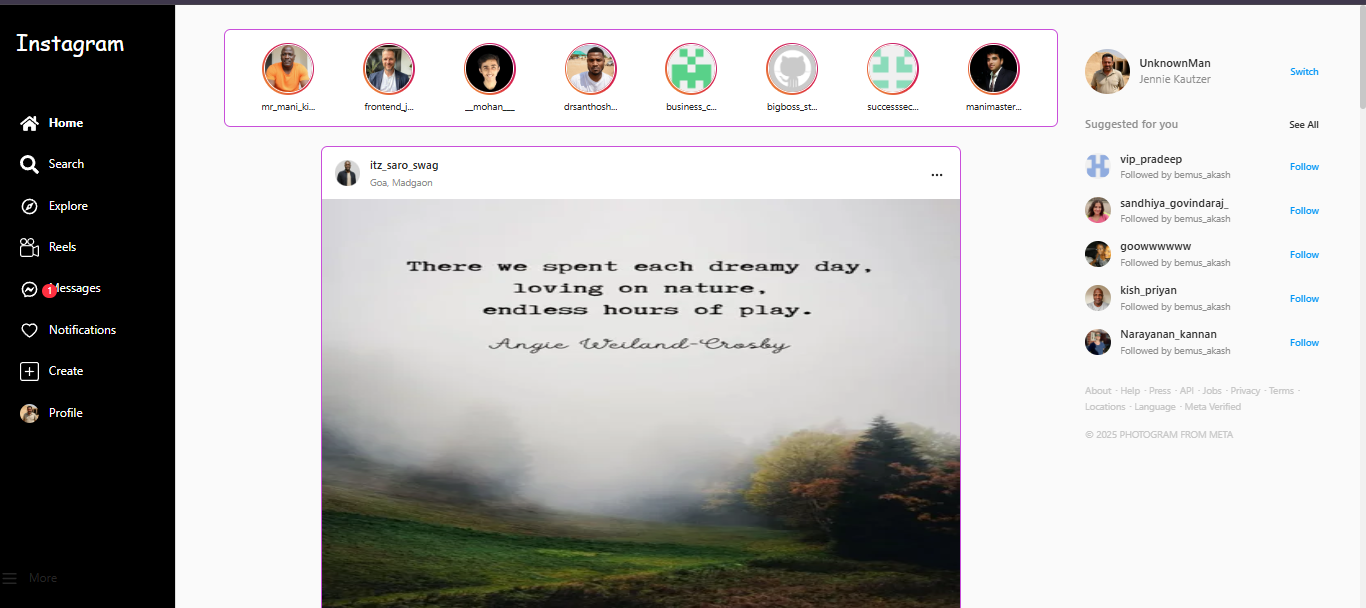 Instagram
Home
Search
Explore
Reels
1
Messages
Notifications
Create
Profile
More
mr_mani_ki...
frontend_j...
__mohan___
drsanthosh...
business_c...
bigboss_st...
successsec...
manimaster...
itz_saro_swag
Goa, Madgaon
There we spent each dreamy day,
loving on nature,
endless hours of play.
Angie Weiland-Crosby
UnknownMan
Jennie Kautzer
Switch
Suggested for you
See All
vip_pradeep
Followed by bemus_akash
Follow
sandhiya_govindaraj_
Followed by bemus_akash
Follow
goowwwwww
Followed by bemus_akash
Follow
kish_priyan
Followed by bemus_akash
Follow
Narayanan_kannan
Followed by bemus_akash
Follow
About · Help · Press · API · Jobs · Privacy · Terms ·
Locations · Language · Meta Verified
© 2025 PHOTOGRAM FROM META